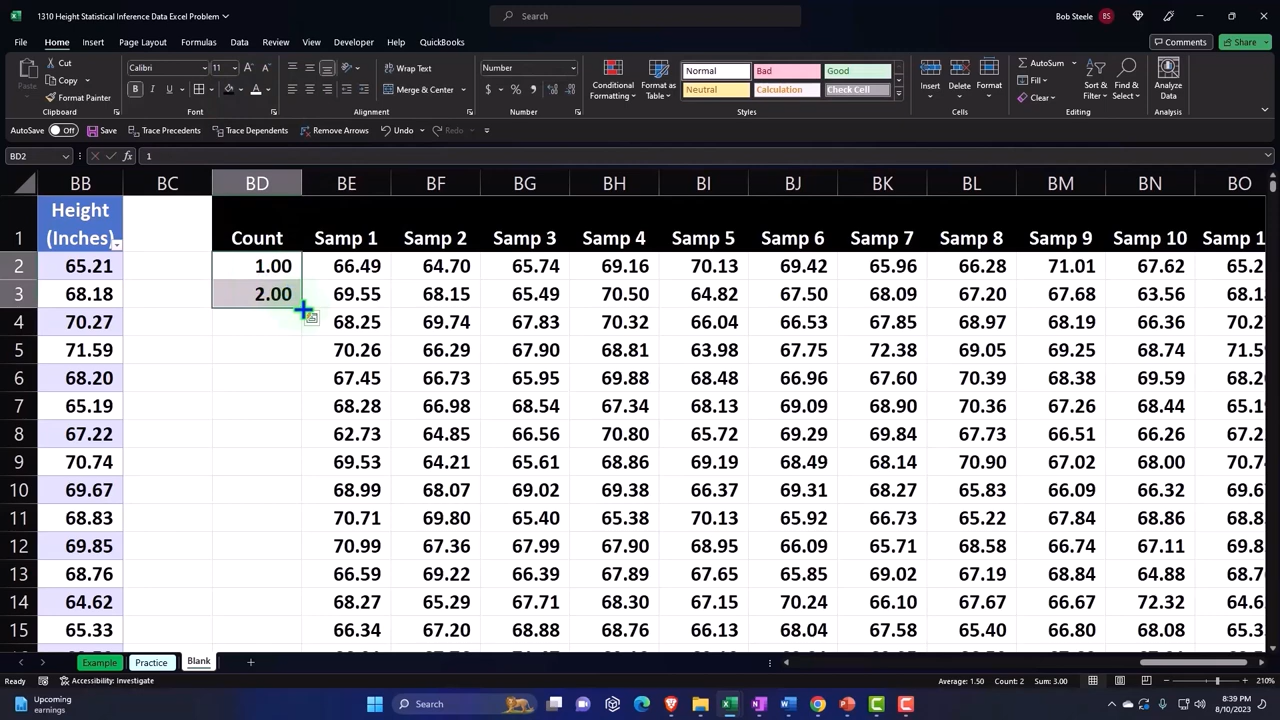 1310 Height Statistical Inference Data Excel Problem
Search
Bob Steele BS
File Home Insert Page Layout Formulas Data Review View Developer Help QuickBooks Comments Share
Paste Cut Copy Format Painter Clipboard
Calibri 11 B I U A Font
Wrap Text Merge & Center Alignment
Number $ % 9 Number
Conditional Formatting Format as Table
Normal Bad Good
Neutral Calculation Check Cell
Styles
Insert Delete Format Cells
AutoSum Fill Clear Sort & Filter Find & Select Editing
Analyze Data Analysis
AutoSave Off Save Trace Precedents Trace Dependents Remove Arrows Undo Redo
BD2 fx 1
BB BC BD BE BF BG BH BI BJ BK BL BM BN BO
1 Height (Inches) Count Samp 1 Samp 2 Samp 3 Samp 4 Samp 5 Samp 6 Samp 7 Samp 8 Samp 9 Samp 10 Samp 1
2 65.21 1.00 66.49 64.70 65.74 69.16 70.13 69.42 65.96 66.28 71.01 67.62 65.2
3 68.18 2.00 69.55 68.15 65.49 70.50 64.82 67.50 68.09 67.20 67.68 63.56 68.1
4 70.27 68.25 69.74 67.83 70.32 66.04 66.53 67.85 68.97 68.19 66.36 70.2
5 71.59 70.26 66.29 67.90 68.81 63.98 67.75 72.38 69.05 69.25 68.74 71.5
6 68.20 67.45 66.73 65.95 69.88 68.48 66.96 67.60 70.39 68.38 69.59 68.2
7 65.19 68.28 66.98 68.54 67.34 68.13 69.09 68.90 70.36 67.26 68.44 65.1
8 67.22 62.73 64.85 66.56 70.80 65.72 69.29 69.84 67.73 66.51 66.26 67.2
9 70.74 69.53 64.21 65.61 68.86 69.19 68.49 68.14 70.90 67.02 68.00 70.7
10 69.67 68.99 68.07 69.02 69.38 66.37 69.31 68.27 65.83 66.09 66.32 69.6
11 68.83 70.71 69.80 65.40 65.38 70.13 65.92 66.73 65.22 67.84 68.86 68.8
12 69.85 70.99 67.36 67.99 67.90 68.95 66.09 65.71 68.58 66.74 67.11 69.8
13 68.76 66.59 69.22 66.39 67.89 67.65 65.85 69.02 67.19 68.84 64.88 68.7
14 64.62 68.27 65.29 67.71 68.30 67.15 70.24 66.10 67.67 66.67 72.32 64.6
15 65.33 66.34 67.20 68.88 68.76 66.13 68.04 67.58 65.40 66.80 68.08 65.3
Example Practice Blank
Ready Accessibility: Investigate Average: 1.50 Count: 2 Sum: 3.00 210%
Upcoming
earnings
Search
8:39 PM
8/10/2023